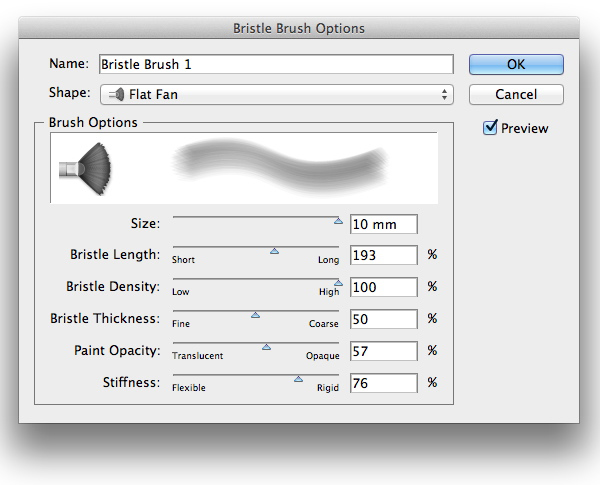 Bristle Brush Options
Name: Bristle Brush 1
OK
Shape: Flat Fan
Cancel
Brush Options
Preview
Size: 10 mm
Bristle Length: 193 %
Short Long
Bristle Density: 100 %
Low High
Bristle Thickness: 50 %
Fine Coarse
Paint Opacity: 57 %
Translucent Opaque
Stiffness: 76 %
Flexible Rigid